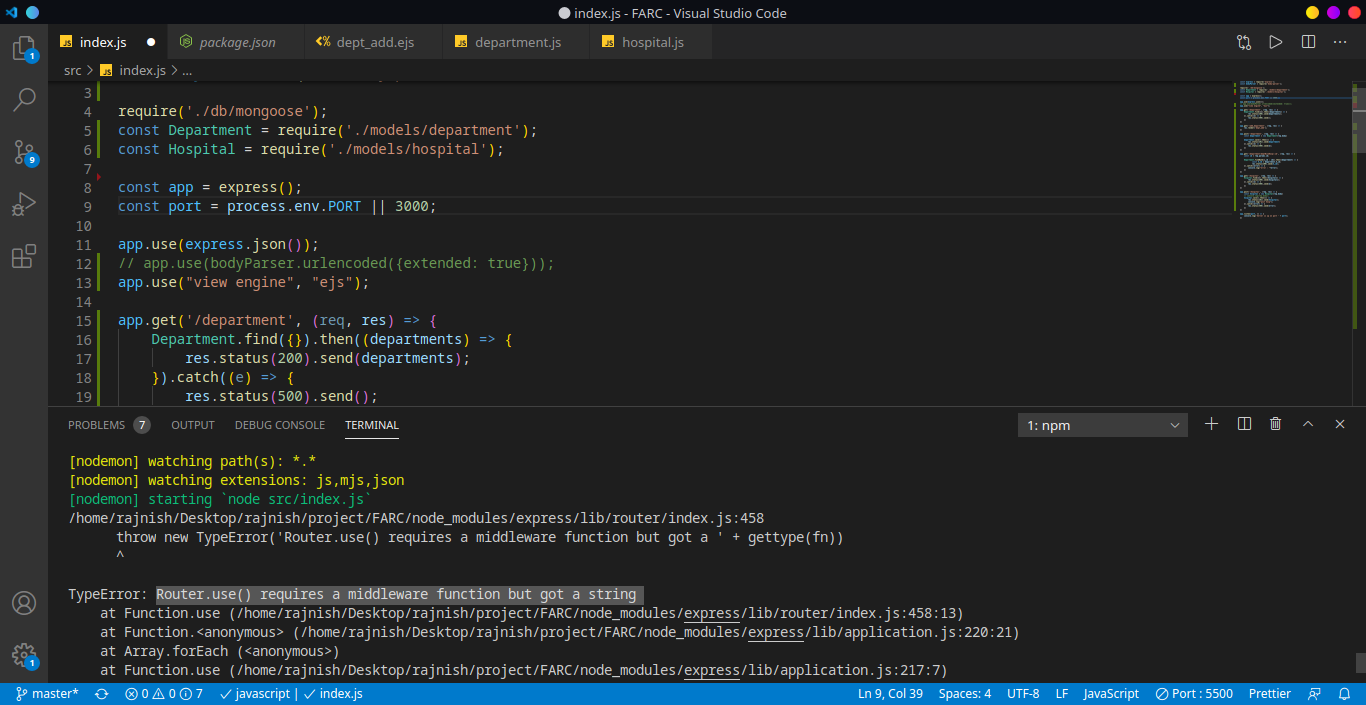 index.js - FARC - Visual Studio Code
JS index.js
package.json
dept_add.ejs
JS department.js
JS hospital.js
src > JS index.js > ...
3
4 require('./db/mongoose');
5 const Department = require('./models/department');
6 const Hospital = require('./models/hospital');
7
8 const app = express();
9 const port = process.env.PORT || 3000;
10
11 app.use(express.json());
12 // app.use(bodyParser.urlencoded({extended: true}));
13 app.use("view engine", "ejs");
14
15 app.get('/department', (req, res) => {
16 Department.find({}).then((departments) => {
17 res.status(200).send(departments);
18 }).catch((e) => {
19 res.status(500).send();
1
9
1
PROBLEMS 7 OUTPUT DEBUG CONSOLE TERMINAL 1: npm
[nodemon] watching path(s): *.*
[nodemon] watching extensions: js,mjs,json
[nodemon] starting `node src/index.js`
/home/rajnish/Desktop/rajnish/project/FARC/node_modules/express/lib/router/index.js:458
throw new TypeError('Router.use() requires a middleware function but got a ' + gettype(fn))
^
TypeError: Router.use() requires a middleware function but got a string
at Function.use (/home/rajnish/Desktop/rajnish/project/FARC/node_modules/express/lib/router/index.js:458:13)
at Function.<anonymous> (/home/rajnish/Desktop/rajnish/project/FARC/node_modules/express/lib/application.js:220:21)
at Array.forEach (<anonymous>)
at Function.use (/home/rajnish/Desktop/rajnish/project/FARC/node_modules/express/lib/application.js:217:7)
master* 0 0 7 javascript | index.js Ln 9, Col 39 Spaces: 4 UTF-8 LF JavaScript Port : 5500 Prettier